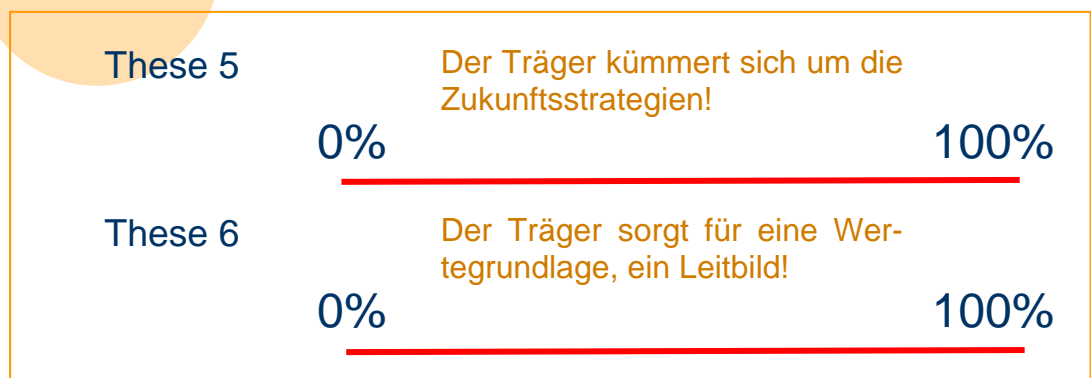 These 5
Der Träger kümmert sich um die
Zukunftsstrategien!
0% 100%
These 6
Der Träger sorgt für eine Wer-
tegrundlage, ein Leitbild!
0% 100%